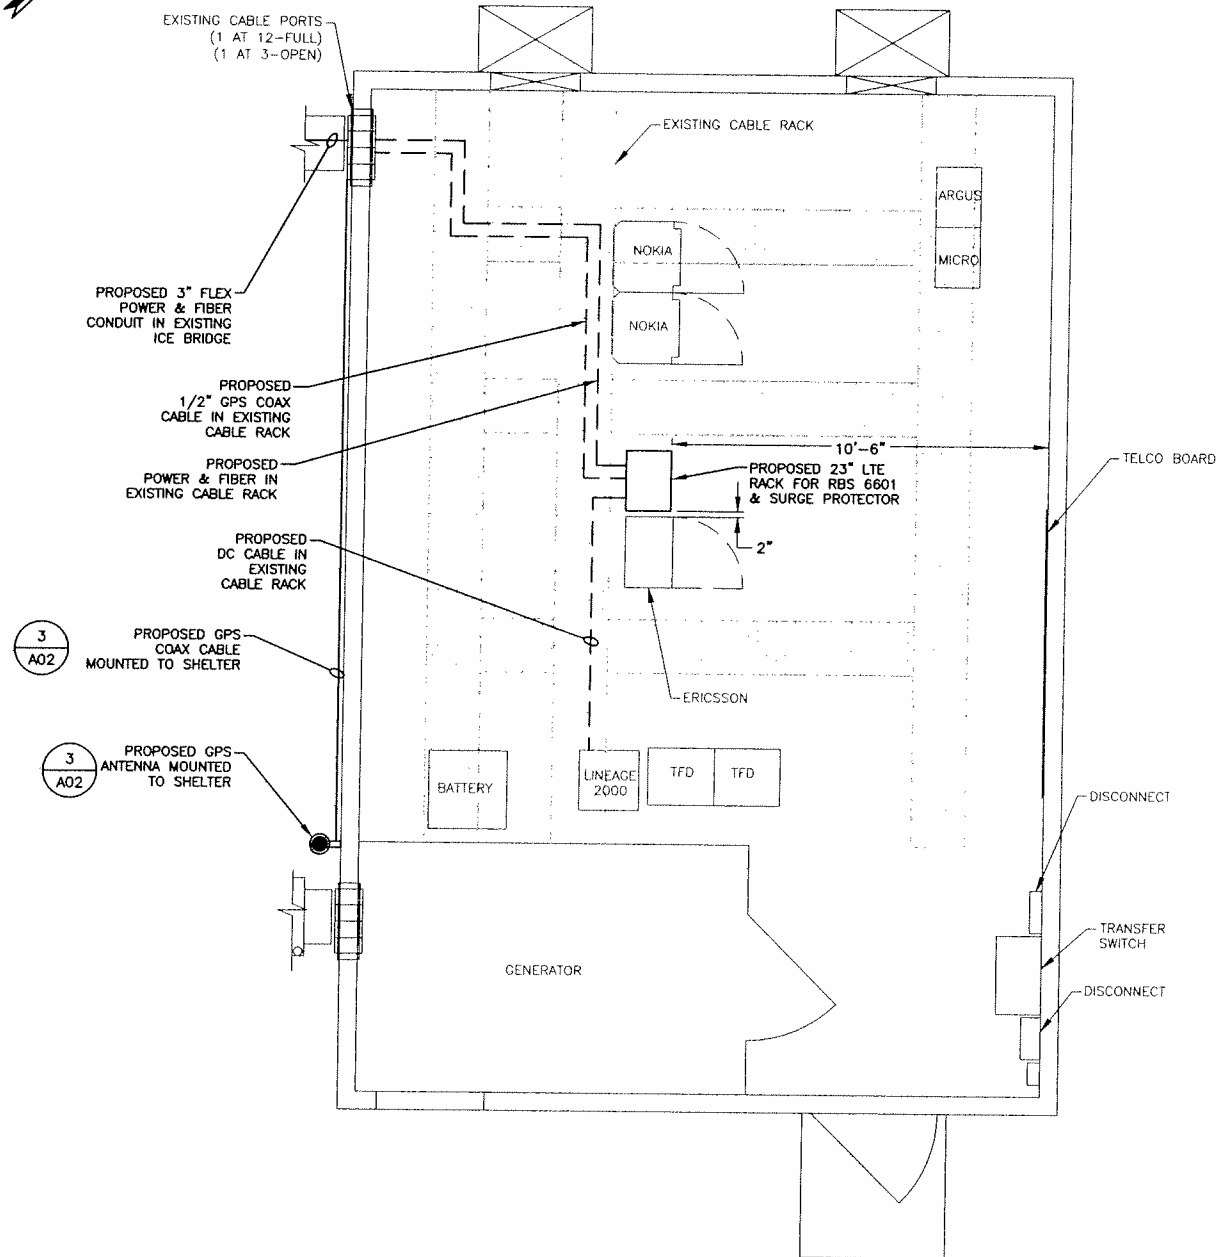 EXISTING CABLE PORTS
(1 AT 12-FULL)
(1 AT 3-OPEN)
EXISTING CABLE RACK
ARGUS
MICRO
NOKIA
NOKIA
PROPOSED 3" FLEX
POWER & FIBER
CONDUIT IN EXISTING
ICE BRIDGE
PROPOSED
1/2" GPS COAX
CABLE IN EXISTING
CABLE RACK
PROPOSED
POWER & FIBER IN
EXISTING CABLE RACK
10'-6"
PROPOSED 23" LTE
RACK FOR RBS 6601
& SURGE PROTECTOR
TELCO BOARD
2"
PROPOSED
DC CABLE IN
EXISTING
CABLE RACK
3
A02
PROPOSED GPS
COAX CABLE
MOUNTED TO SHELTER
ERICSSON
3
A02
PROPOSED GPS
ANTENNA MOUNTED
TO SHELTER
BATTERY
LINEAGE
2000
TFD
TFD
DISCONNECT
TRANSFER
SWITCH
DISCONNECT
GENERATOR